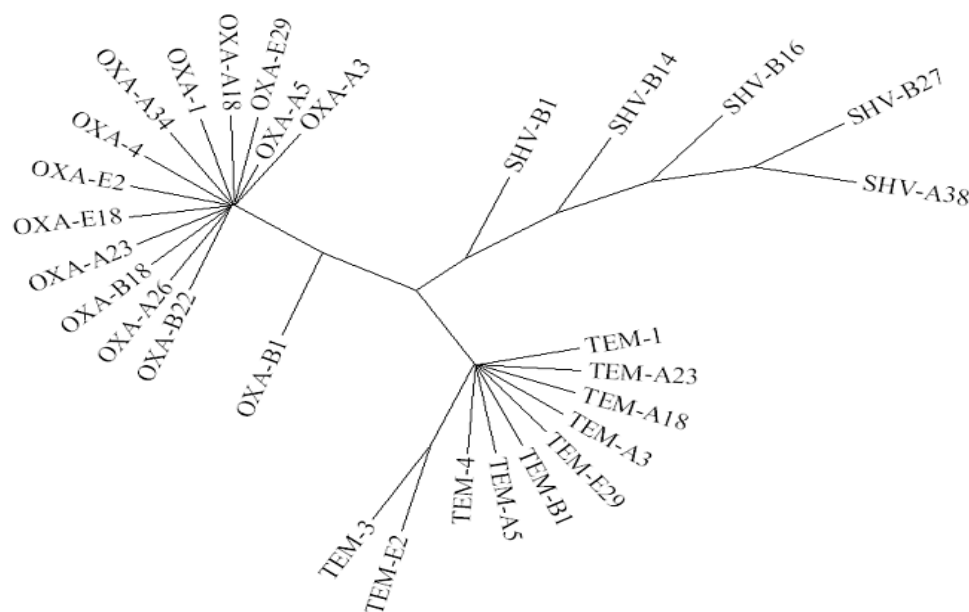 OXA-A34
OXA-1
OXA-A18
OXA-E29
OXA-A5
OXA-A3
OXA-4
OXA-E2
OXA-E18
OXA-A23
OXA-B18
OXA-A26
OXA-B22
OXA-B1
SHV-B1
SHV-B14
SHV-B16
SHV-B27
SHV-A38
TEM-1
TEM-A23
TEM-A18
TEM-A3
TEM-E29
TEM-B1
TEM-A5
TEM-4
TEM-E2
TEM-3